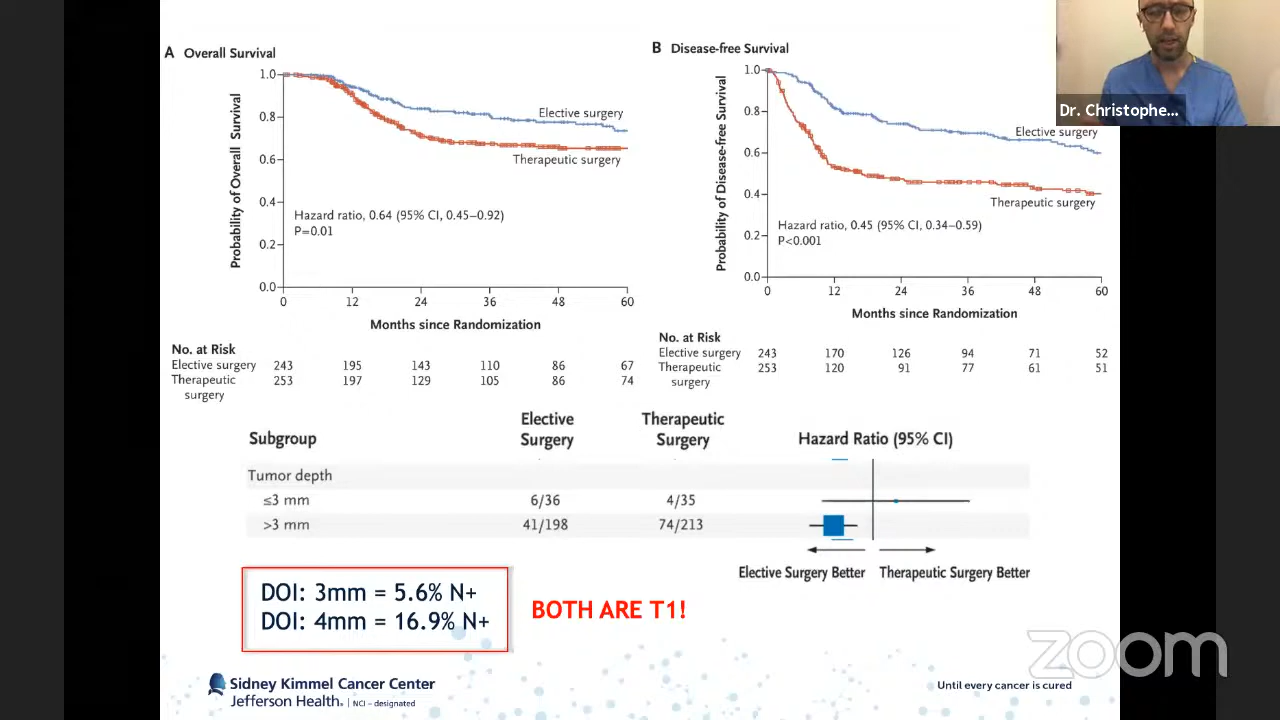 A Overall Survival
1.0
0.8
0.6
0.4
0.2
0.0
Probability of Overall Survival
Elective surgery
Therapeutic surgery
Hazard ratio, 0.64 (95% CI, 0.45–0.92)
P=0.01
0 12 24 36 48 60
Months since Randomization
No. at Risk
Elective surgery 243 195 143 110 86 67
Therapeutic 253 197 129 105 86 74
surgery
B Disease-free Survival
1.0
0.8
0.6
0.4
0.2
0.0
Probability of Disease-free Survival
Elective surgery
Therapeutic surgery
Hazard ratio, 0.45 (95% CI, 0.34–0.59)
P<0.001
0 12 24 36 48 60
Months since Randomization
No. at Risk
Elective surgery 243 170 126 94 71 52
Therapeutic 253 120 91 77 61 51
surgery
Dr. Christophe...
Elective Therapeutic
Subgroup Surgery Surgery Hazard Ratio (95% CI)
Tumor depth
≤3 mm 6/36 4/35
>3 mm 41/198 74/213
Elective Surgery Better Therapeutic Surgery Better
DOI: 3mm = 5.6% N+
DOI: 4mm = 16.9% N+
BOTH ARE T1!
zoom
Sidney Kimmel Cancer Center
Jefferson Health. | NCI – designated
Until every cancer is cured